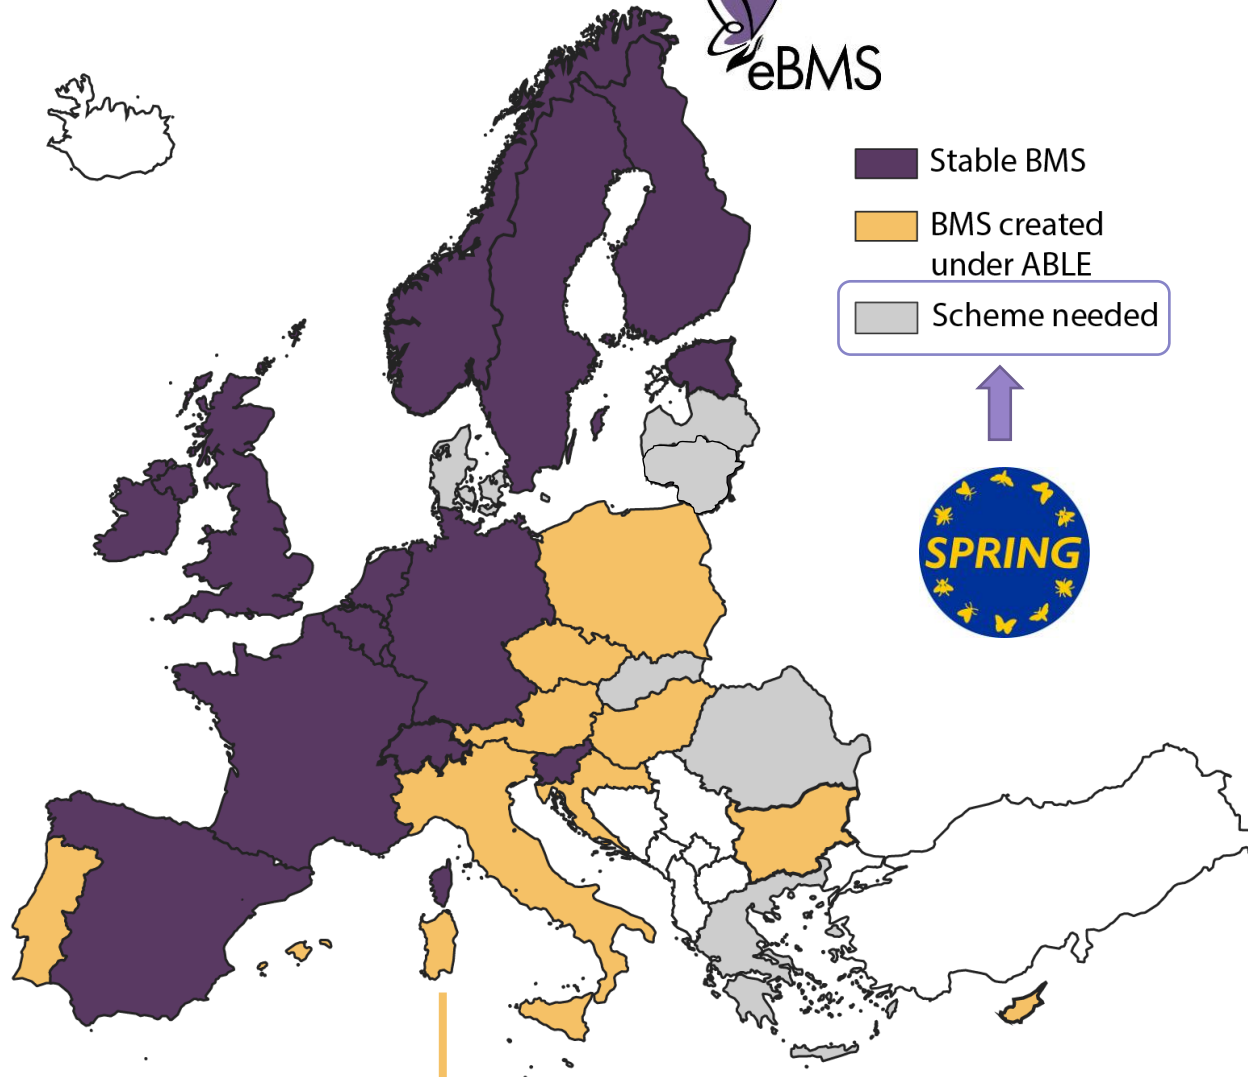 eBMS
Stable BMS
BMS created
under ABLE
Scheme needed
SPRING